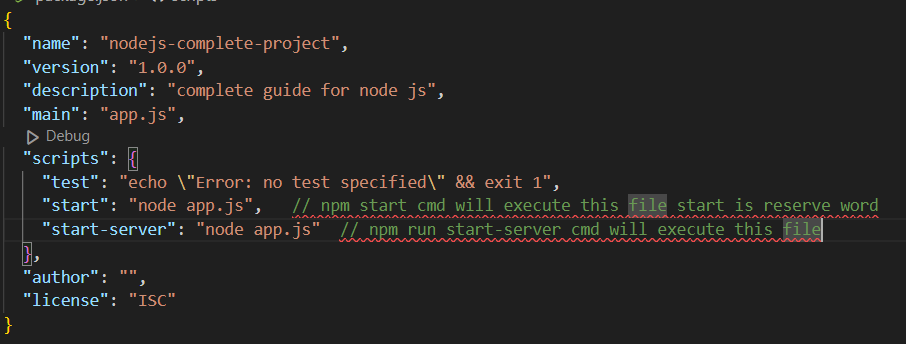 {
"name": "nodejs-complete-project",
"version": "1.0.0",
"description": "complete guide for node js",
"main": "app.js",
Debug
"scripts": {
"test": "echo \"Error: no test specified\" && exit 1",
"start": "node app.js",   // npm start cmd will execute this file start is reserve word
"start-server": "node app.js"  // npm run start-server cmd will execute this file
},
"author": "",
"license": "ISC"
}